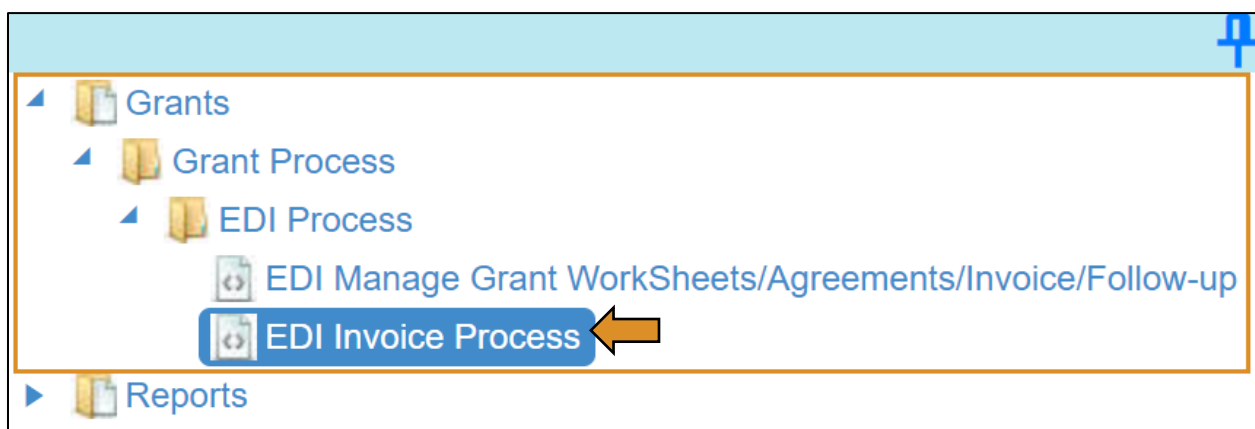 Grants
Grant Process
EDI Process
EDI Manage Grant WorkSheets/Agreements/Invoice/Follow-up
EDI Invoice Process
Reports